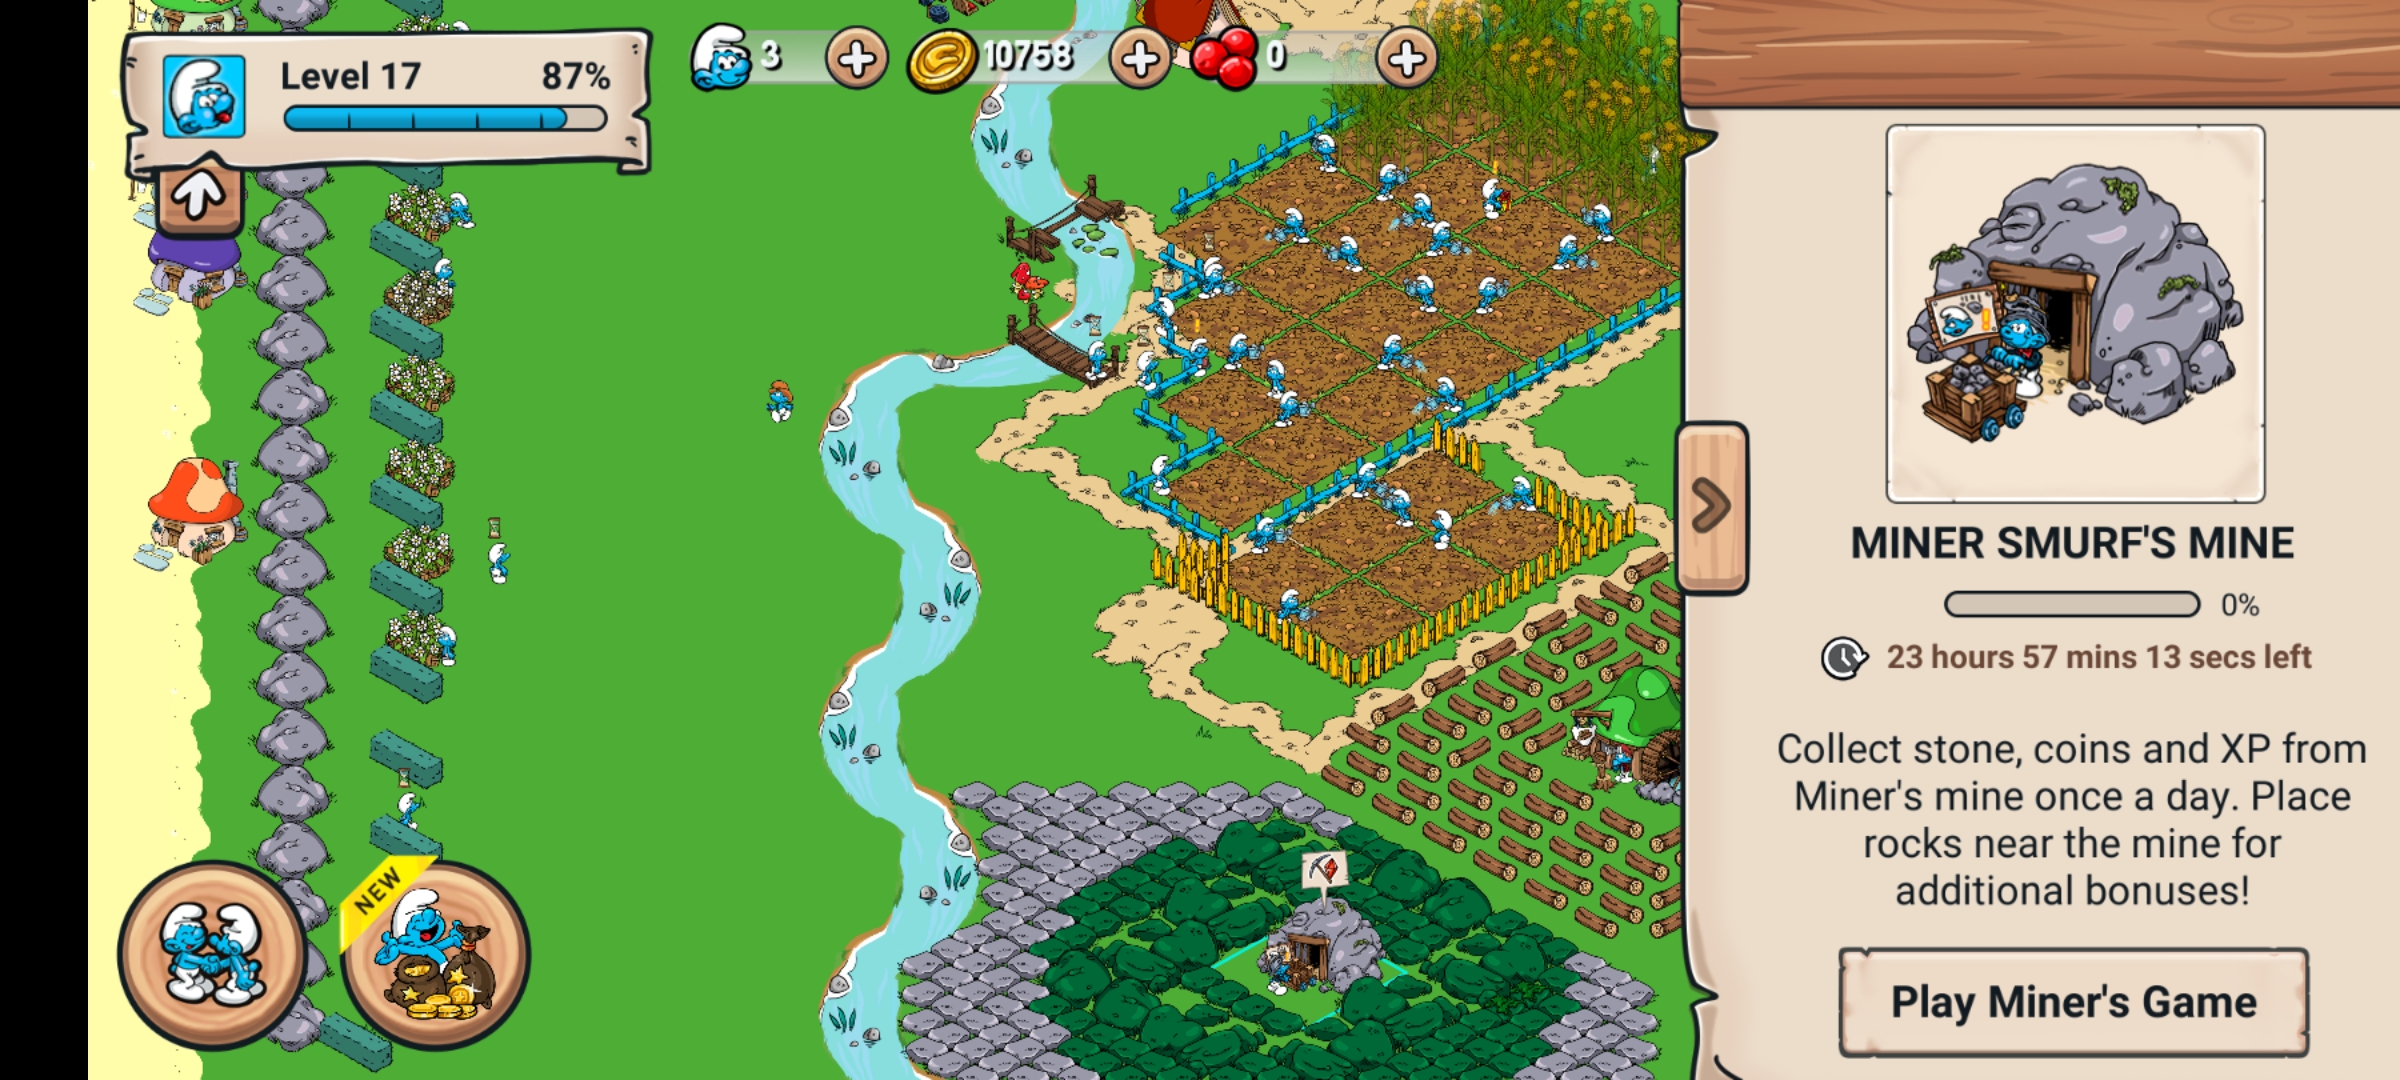 Level 17 87%
3
10758
0
MINER SMURF'S MINE
0%
23 hours 57 mins 13 secs left
Collect stone, coins and XP from
Miner's mine once a day. Place
rocks near the mine for
additional bonuses!
Play Miner's Game
NEW